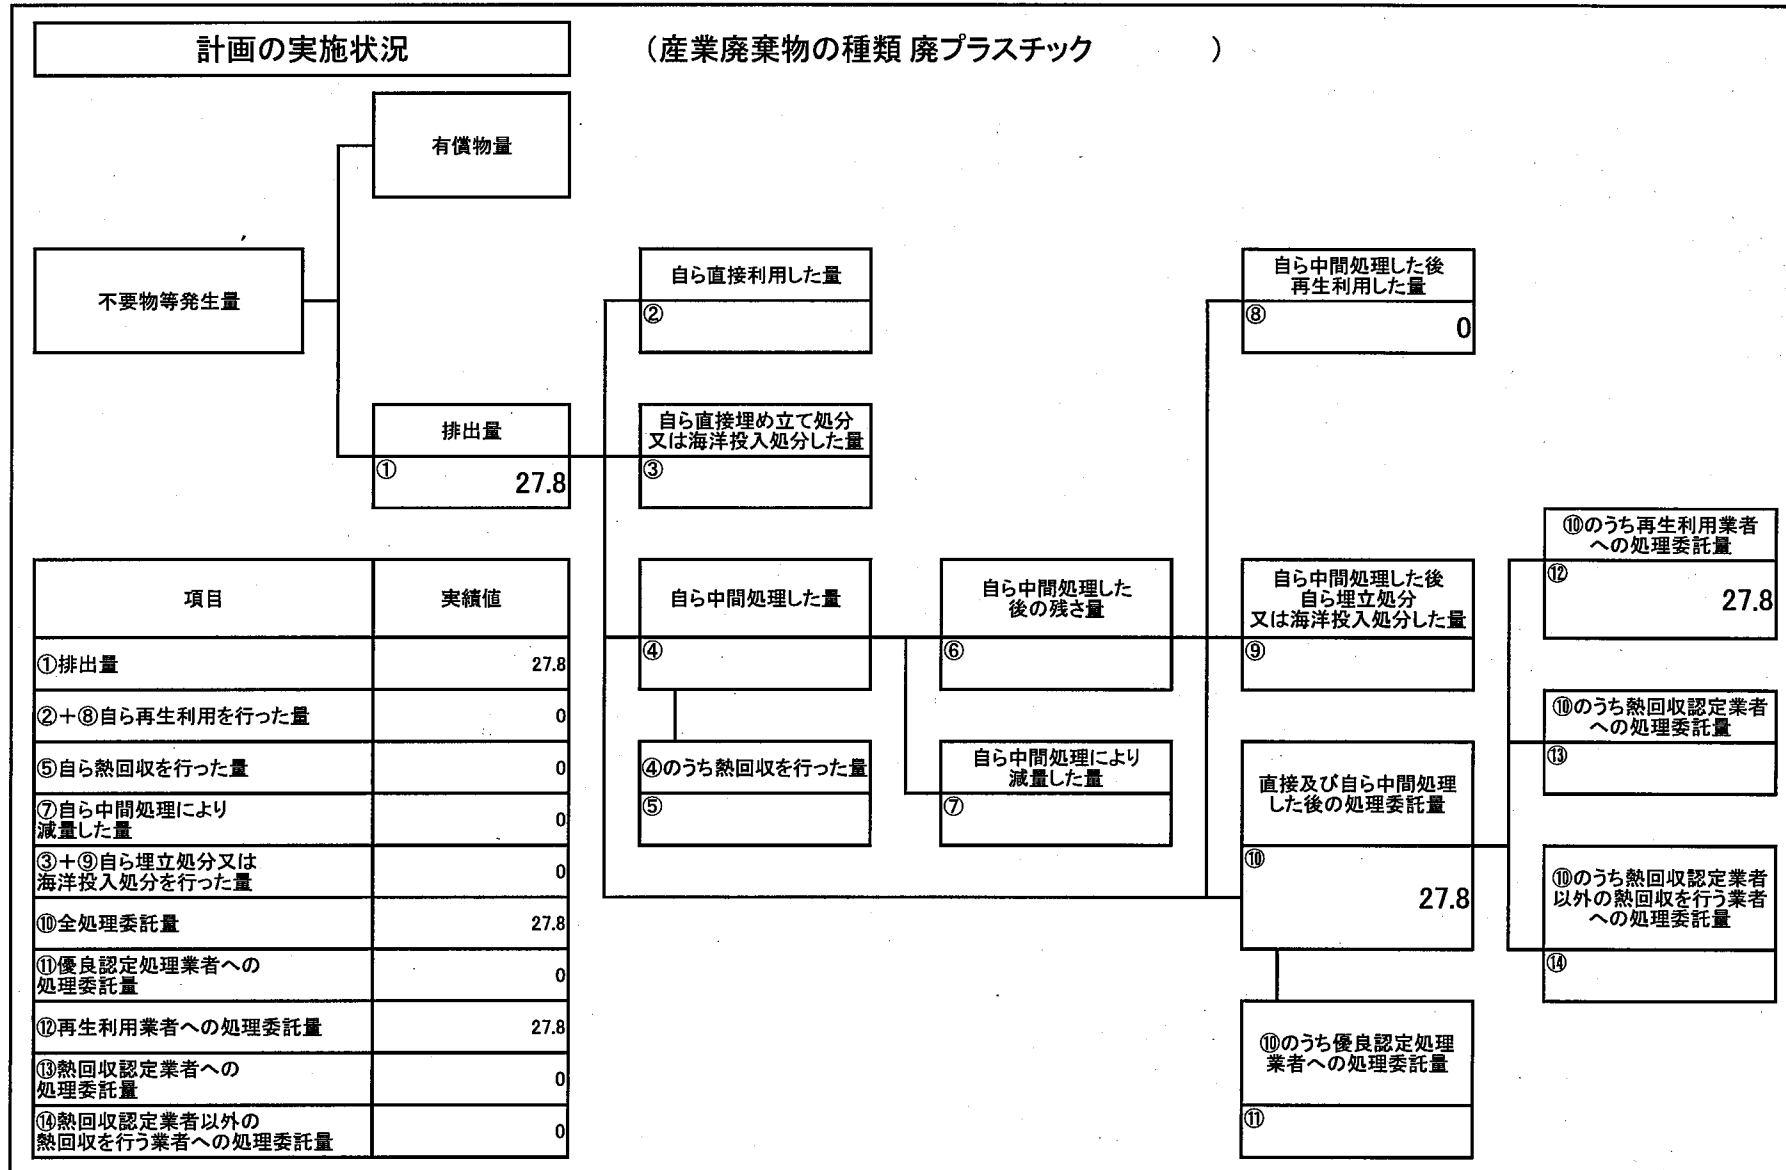 計画の実施状況
(産業廃棄物の種類 廃プラスチック )
有償物量
不要物等発生量
自ら直接利用した量
②
自ら中間処理した後
再生利用した量
⑧
0
排出量
①
27.8
自ら直接埋め立て処分
又は海洋投入処分した量
③
⑩のうち再生利用業者
への処理委託量
⑫
27.8
自ら中間処理した量
④
自ら中間処理した
後の残さ量
⑥
自ら中間処理した後
自ら埋立処分
又は海洋投入処分した量
⑨
⑩のうち熱回収認定業者
への処理委託量
⑬
④のうち熱回収を行った量
⑤
自ら中間処理により
減量した量
⑦
直接及び自ら中間処理
した後の処理委託量
⑩
27.8
⑩のうち熱回収認定業者
以外の熱回収を行う業者
への処理委託量
⑭
⑩のうち優良認定処理
業者への処理委託量
⑪
項目 実績値
①排出量 27.8
②+⑧自ら再生利用を行った量 0
⑤自ら熱回収を行った量 0
⑦自ら中間処理により
減量した量 0
③+⑨自ら埋立処分又は
海洋投入処分を行った量 0
⑩全処理委託量 27.8
⑪優良認定処理業者への
処理委託量 0
⑫再生利用業者への処理委託量 27.8
⑬熱回収認定業者への
処理委託量 0
⑭熱回収認定業者以外の
熱回収を行う業者への処理委託量 0